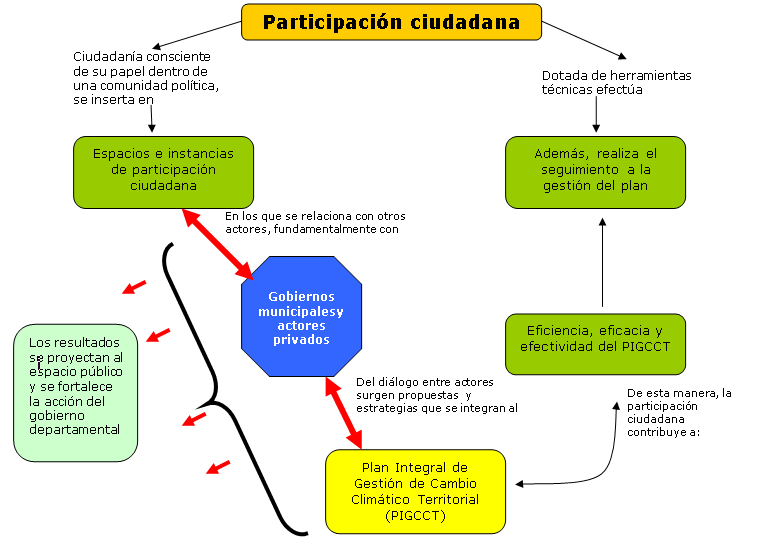 Participación ciudadana
Ciudadanía consciente
de su papel dentro de
una comunidad política,
se inserta en
Dotada de herramientas
técnicas efectúa
Espacios e instancias
de participación
ciudadana
Además, realiza el
seguimiento a la
gestión del plan
En los que se relaciona con otros
actores, fundamentalmente con
Gobiernos
municipalesy
actores
privados
Eficiencia, eficacia y
efectividad del PIGCCT
Los resultados
se proyectan al
espacio público
y se fortalece
la acción del
gobierno
departamental
Del diálogo entre actores
surgen propuestas y
estrategias que se integran al
De esta manera, la
participación
ciudadana
contribuye a:
Plan Integral de
Gestión de Cambio
Climático Territorial
(PIGCCT)